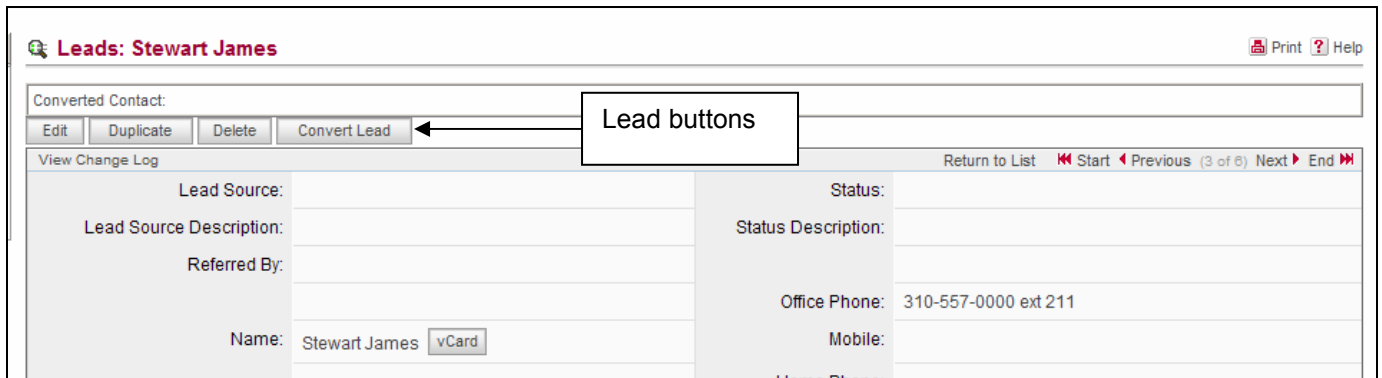 Leads: Stewart James
Print ? Help
Converted Contact:
Edit Duplicate Delete Convert Lead
Lead buttons
View Change Log Return to List Start Previous (3 of 6) Next End
Lead Source: Status:
Lead Source Description: Status Description:
Referred By:
Office Phone: 310-557-0000 ext 211
Name: Stewart James vCard Mobile: